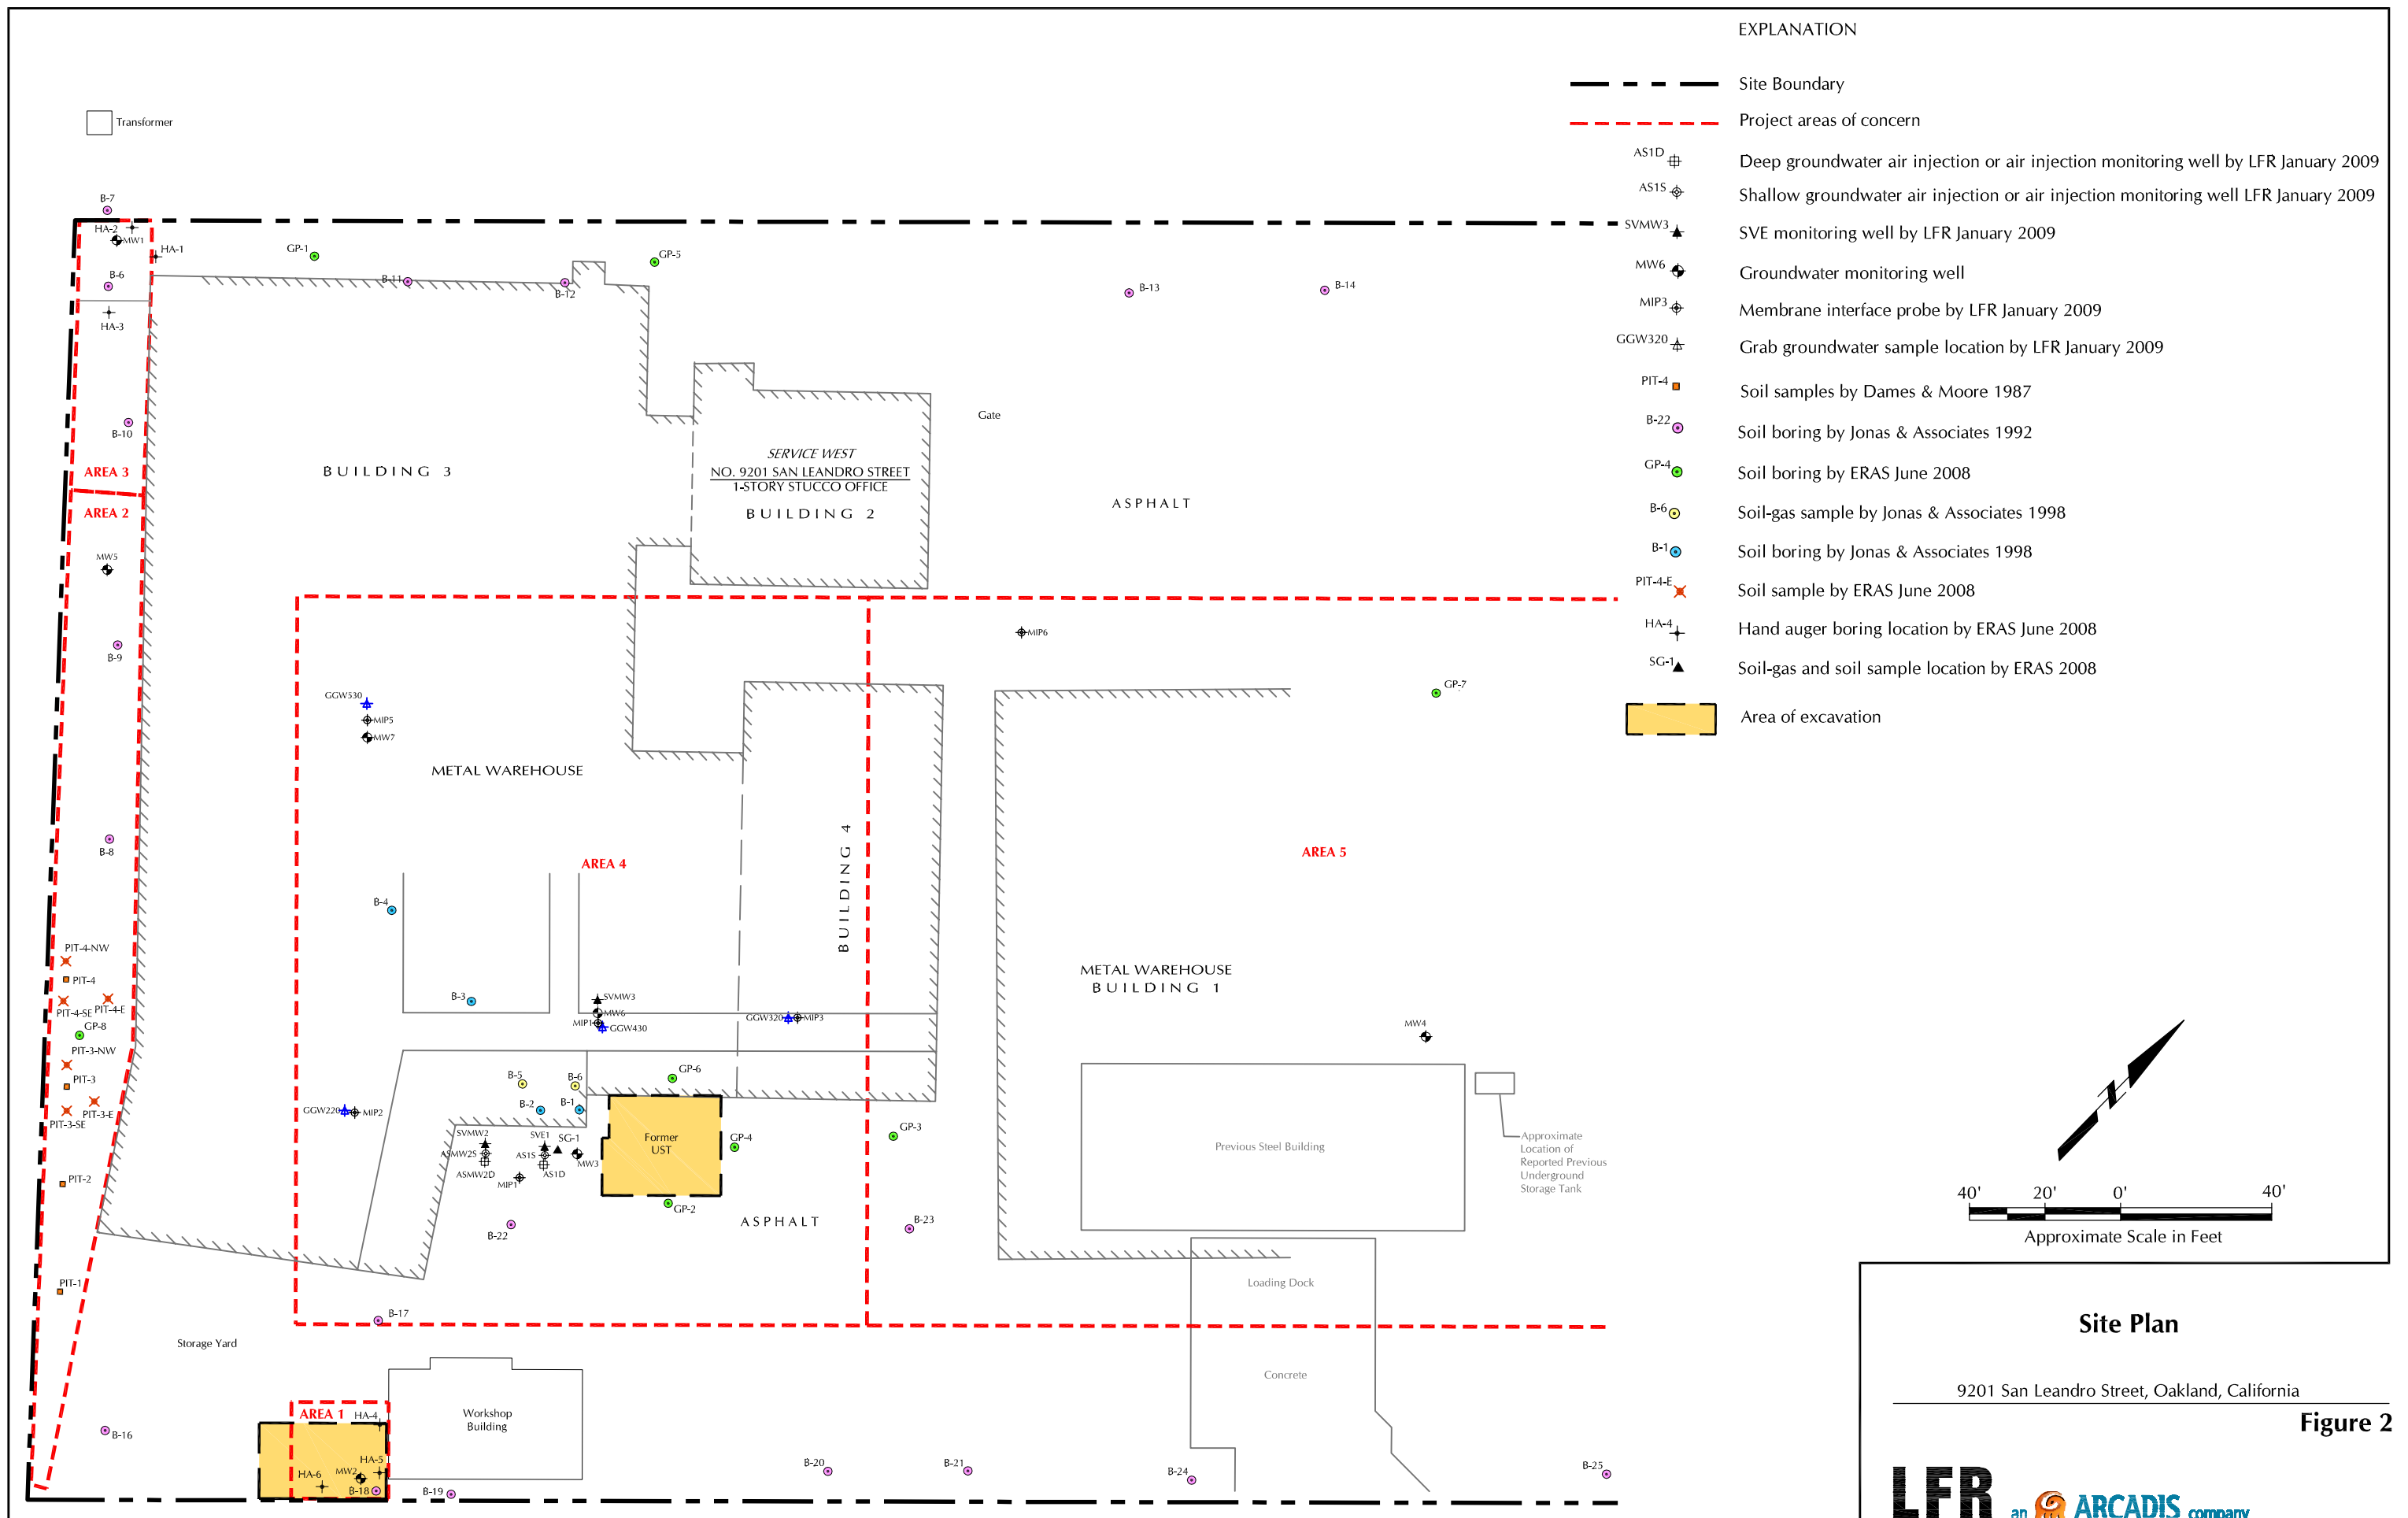 EXPLANATION
Site Boundary
Project areas of concern
AS1D
Deep groundwater air injection or air injection monitoring well by LFR January 2009
AS1S
Shallow groundwater air injection or air injection monitoring well LFR January 2009
SVMW3
SVE monitoring well by LFR January 2009
MW6
Groundwater monitoring well
MIP3
Membrane interface probe by LFR January 2009
GGW320
Grab groundwater sample location by LFR January 2009
PIT-4
Soil samples by Dames & Moore 1987
B-22
Soil boring by Jonas & Associates 1992
GP-4
Soil boring by ERAS June 2008
B-6
Soil-gas sample by Jonas & Associates 1998
B-1
Soil boring by Jonas & Associates 1998
PIT-4-E
Soil sample by ERAS June 2008
HA-4
Hand auger boring location by ERAS June 2008
SG-1
Soil-gas and soil sample location by ERAS 2008
Area of excavation
Transformer
B-7
HA-2
MW1
HA-1
GP-1
GP-5
B-6
B-11
B-12
B-13
B-14
HA-3
B-10
AREA 3
AREA 2
BUILDING 3
SERVICE WEST
NO. 9201 SAN LEANDRO STREET
1-STORY STUCCO OFFICE
BUILDING 2
Gate
ASPHALT
MW5
B-9
MIP6
GP-7
GGW530
MIP5
MW7
METAL WAREHOUSE
B-8
AREA 4
BUILDING 4
AREA 5
B-4
PIT-4-NW
PIT-4
PIT-4-SE
PIT-4-E
GP-8
PIT-3-NW
PIT-3
PIT-3-E
PIT-3-SE
PIT-2
PIT-1
B-3
SVMW3
MW6
MIP1
GGW430
GGW320
MIP3
METAL WAREHOUSE
BUILDING 1
MW4
B-5
B-6
GP-6
B-2
B-1
GGW220
MIP2
SVMW2
ASMW2S
ASMW2D
SVE1
SG-1
AS1S
AS1D
MW3
MIP1
Former
UST
GP-4
GP-3
GP-2
B-22
ASPHALT
B-23
Previous Steel Building
Approximate
Location of
Reported Previous
Underground
Storage Tank
Loading Dock
Concrete
B-17
Storage Yard
AREA 1
HA-4
Workshop
Building
B-16
HA-5
HA-6
MW2
B-18
B-19
B-20
B-21
B-24
B-25
40' 20' 0' 40'
Approximate Scale in Feet
Site Plan
9201 San Leandro Street, Oakland, California
Figure 2
LFR an ARCADIS company